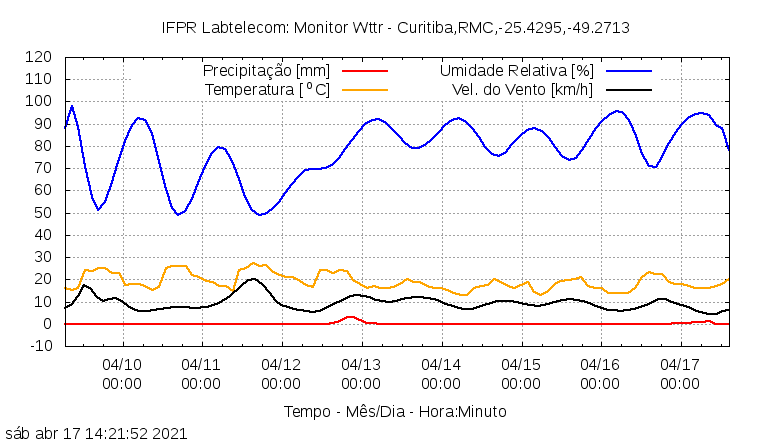 IFPR Labtelecom: Monitor Wttr - Curitiba,RMC,-25.4295,-49.2713
120
110
100
90
80
70
60
50
40
30
20
10
0
-10
Precipitação [mm]
Umidade Relativa [%]
Temperatura [⁰C]
Vel. do Vento [km/h]
04/10 04/11 04/12 04/13 04/14 04/15 04/16 04/17
00:00 00:00 00:00 00:00 00:00 00:00 00:00 00:00
Tempo - Mês/Dia - Hora:Minuto
sáb abr 17 14:21:52 2021